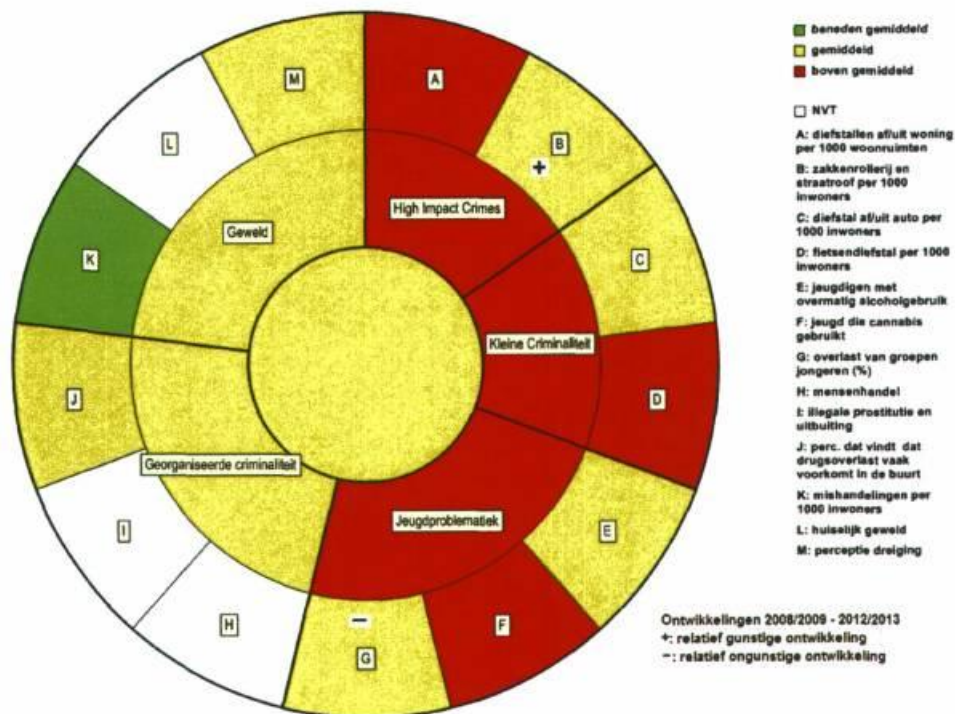 A
B
+
C
D
E
F
G
−
H
I
J
K
L
M
High Impact Crimes
Kleine Criminaliteit
Jeugdproblematiek
Georganiseerde criminaliteit
Geweld
beneden gemiddeld
gemiddeld
boven gemiddeld
NVT
A: diefstallen af/uit woning
per 1000 woonruimten
B: zakkenrollerij en
straatroof per 1000
inwoners
C: diefstal af/uit auto per
1000 inwoners
D: fietsendiefstal per 1000
inwoners
E: jeugdigen met
overmatig alcoholgebruik
F: jeugd die cannabis
gebruikt
G: overlast van groepen
jongeren (%)
H: mensenhandel
I: illegale prostitutie en
uitbuiting
J: perc. dat vindt dat
drugsoverlast vaak
voorkomt in de buurt
K: mishandelingen per
1000 inwoners
L: huiselijk geweld
M: perceptie dreiging
Ontwikkelingen 2008/2009 - 2012/2013
+: relatief gunstige ontwikkeling
−: relatief ongunstige ontwikkeling